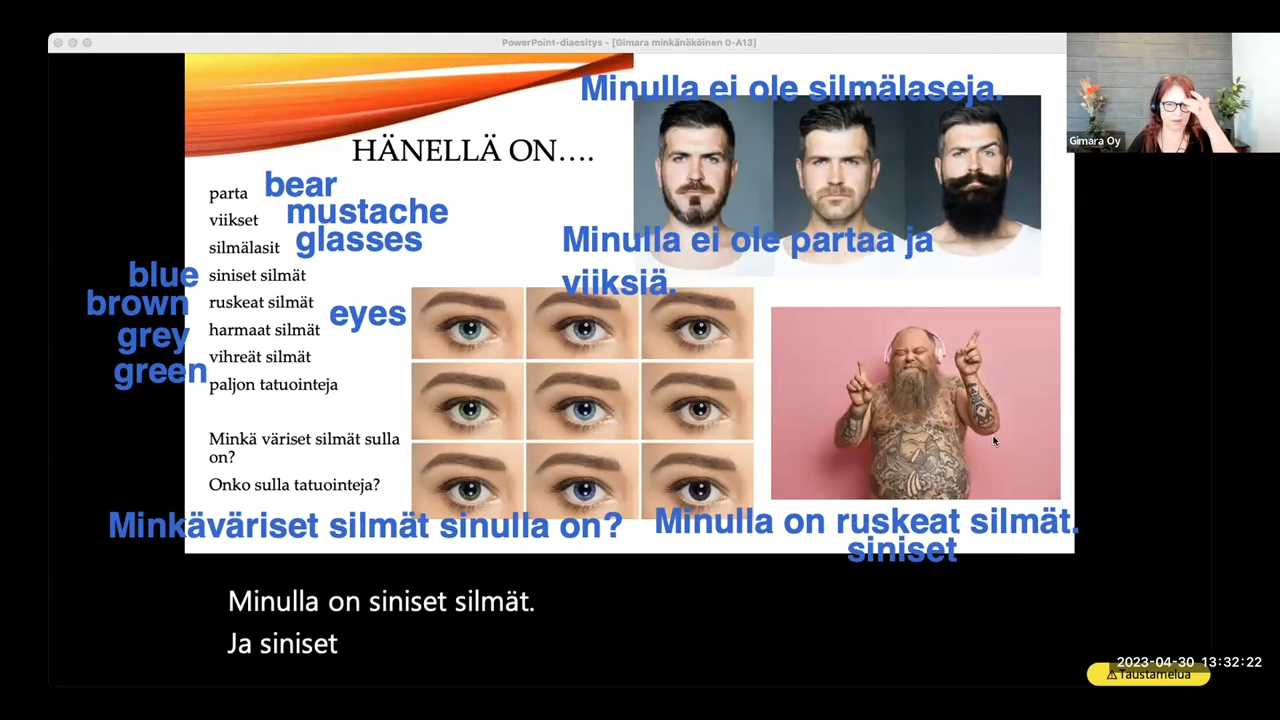 PowerPoint-diaesitys - [Gimara minkänäköinen 0-A13]
Minulla ei ole silmälaseja.
Gimara Oy
HÄNELLÄ ON….
parta bear
viikset mustache
silmälasit glasses
blue siniset silmät
brown ruskeat silmät
eyes
grey harmaat silmät
green vihreät silmät
paljon tatuointeja
Minulla ei ole partaa ja
viiksiä.
Minkä väriset silmät sulla
on?
Onko sulla tatuointeja?
Minkäväriset silmät sinulla on?
Minulla on ruskeat silmät.
siniset
Minulla on siniset silmät.
Ja siniset
2023-04-30 13:32:22
⚠Taustamelua